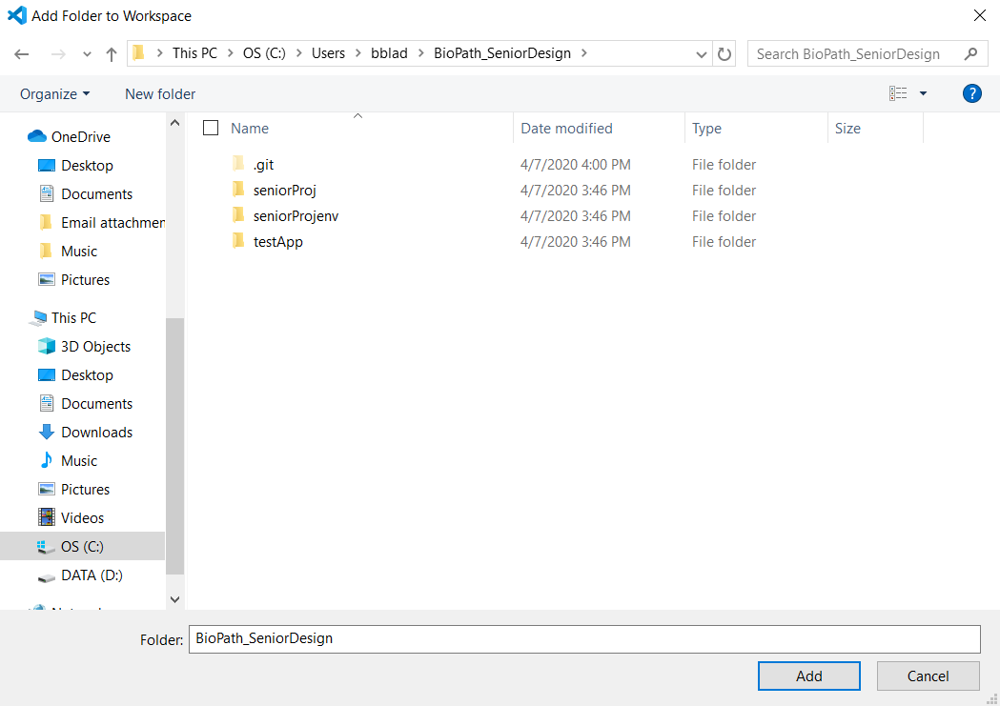 Add Folder to Workspace
This PC OS (C:) Users bblad BioPath_SeniorDesign
Search BioPath_SeniorDesign
Organize New folder
?
OneDrive
Desktop
Documents
Email attachmen
Music
Pictures
This PC
3D Objects
Desktop
Documents
Downloads
Music
Pictures
Videos
OS (C:)
DATA (D:)
Name Date modified Type Size
.git 4/7/2020 4:00 PM File folder
seniorProj 4/7/2020 3:46 PM File folder
seniorProjenv 4/7/2020 3:46 PM File folder
testApp 4/7/2020 3:46 PM File folder
Folder: BioPath_SeniorDesign
Add Cancel